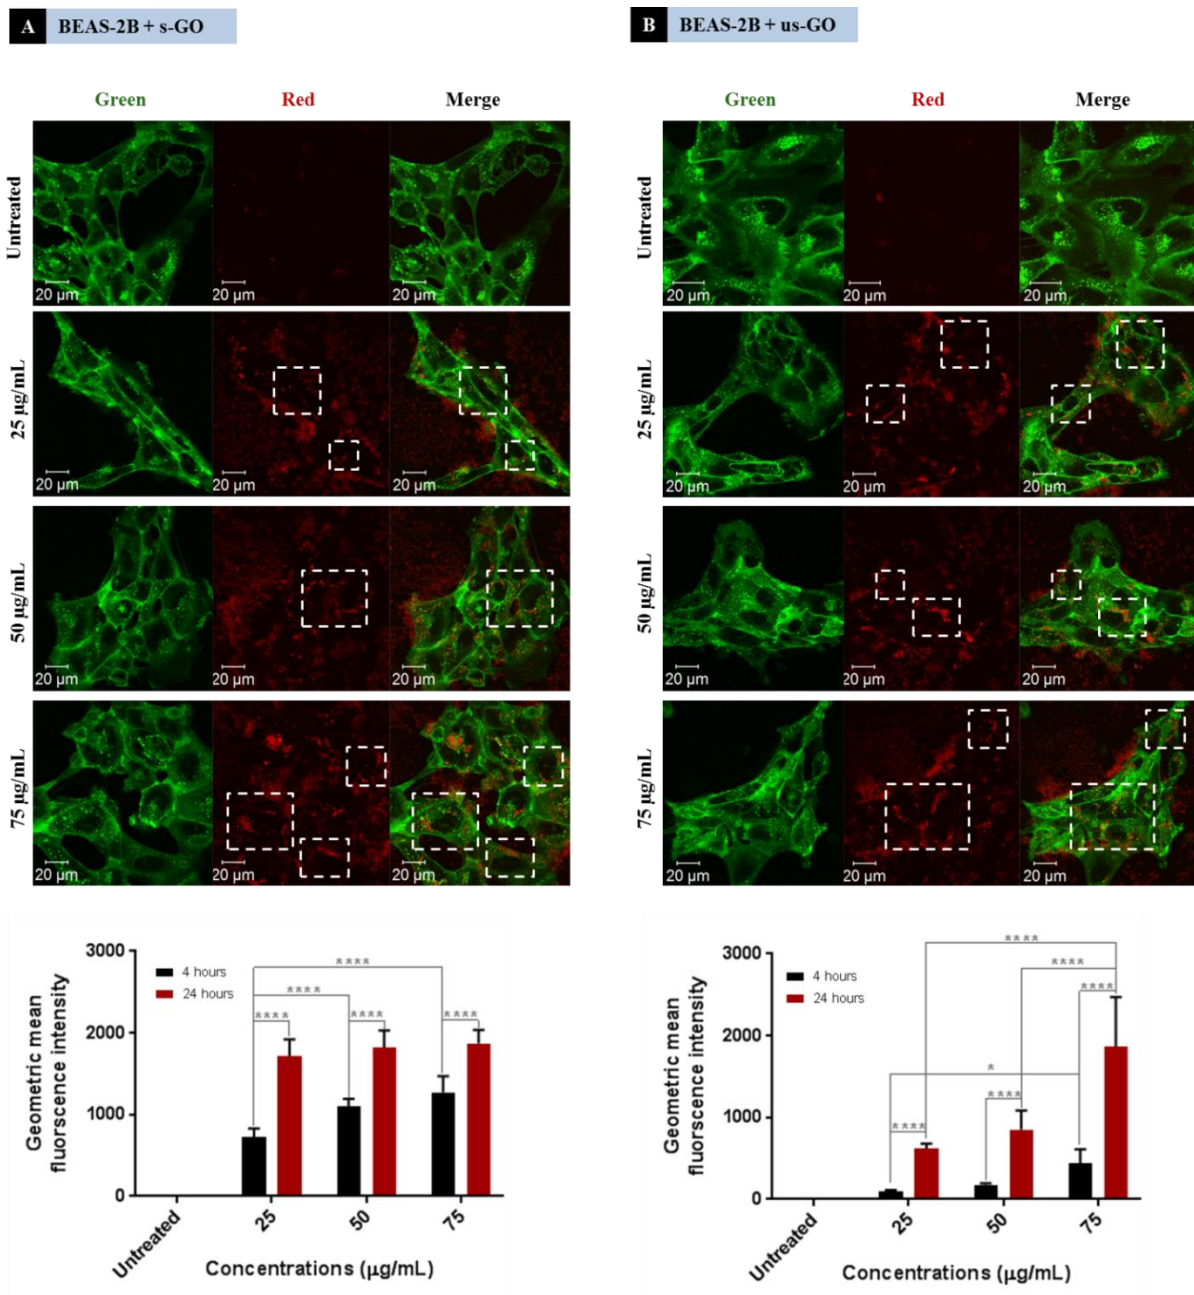 A BEAS-2B + s-GO
Green Red Merge
Untreated
20 µm 20 µm 20 µm
25 µg/mL
20 µm 20 µm 20 µm
50 µg/mL
20 µm 20 µm 20 µm
75 µg/mL
20 µm 20 µm 20 µm
Geometric mean
fluorescence intensity
3000
2000
1000
0
4 hours
24 hours
****
****
**** **** ****
Untreated 25 50 75
Concentrations (µg/mL)
B BEAS-2B + us-GO
Green Red Merge
Untreated
20 µm 20 µm 20 µm
25 µg/mL
20 µm 20 µm 20 µm
50 µg/mL
20 µm 20 µm 20 µm
75 µg/mL
20 µm 20 µm 20 µm
Geometric mean
fluorescence intensity
3000
2000
1000
0
4 hours
24 hours
****
****
****
*
****
****
Untreated 25 50 75
Concentrations (µg/mL)